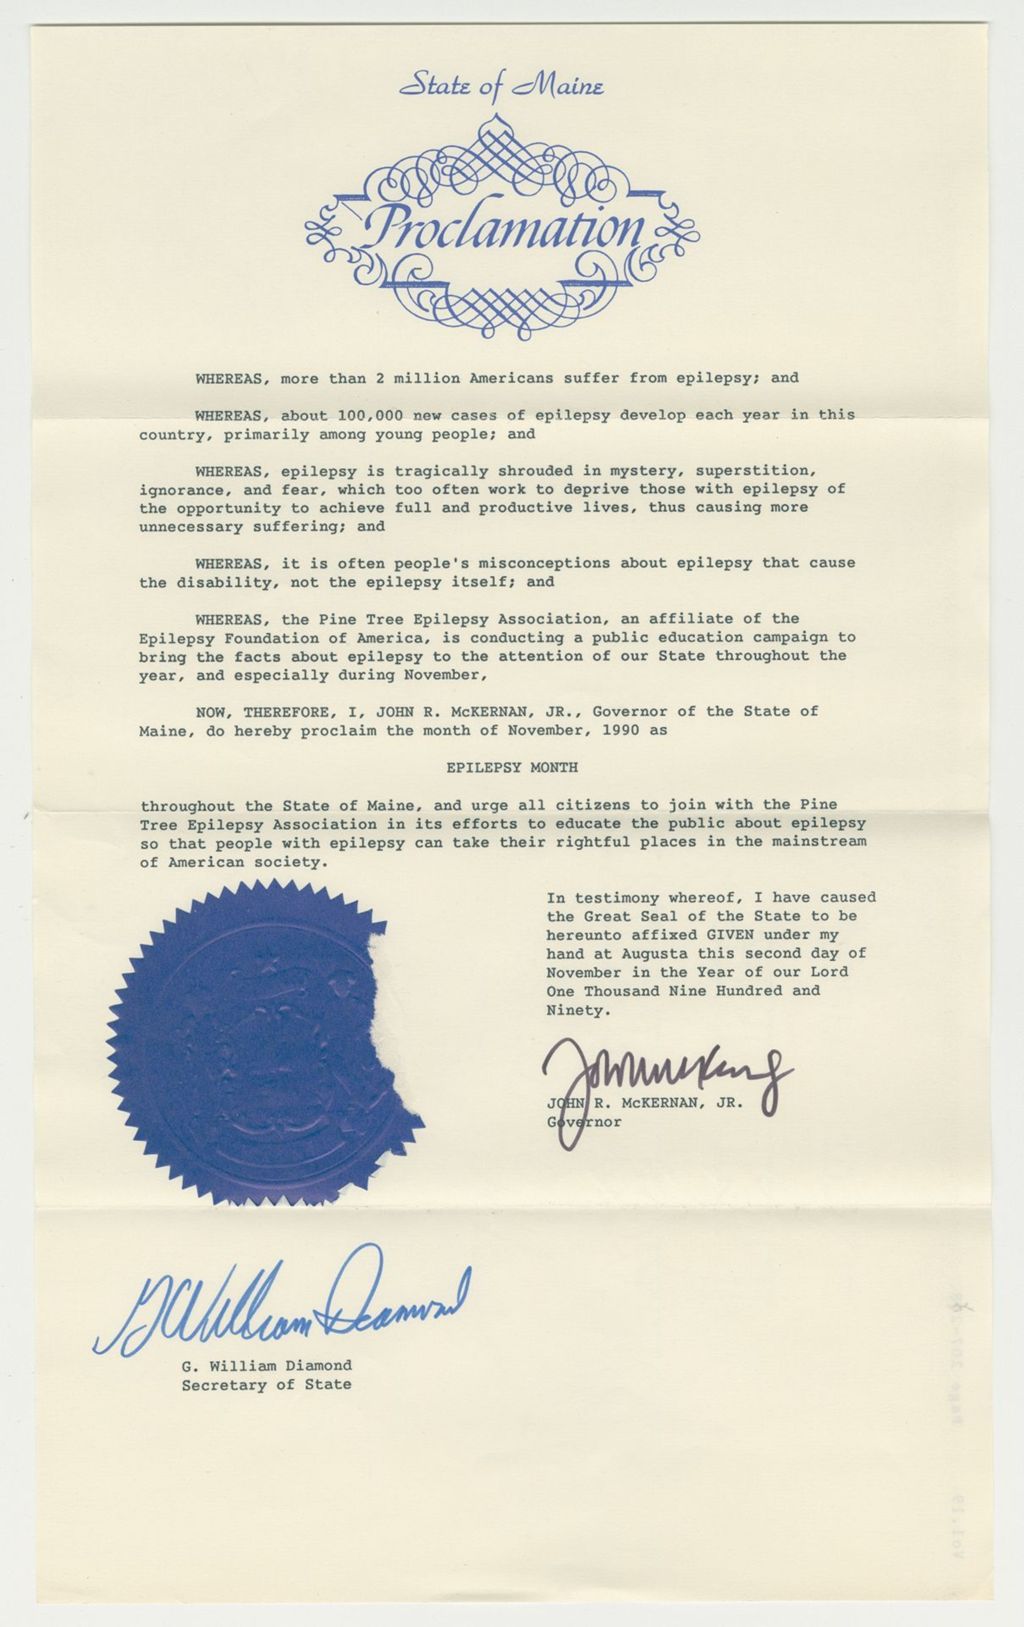 State of Maine
Proclamation
WHEREAS, more than 2 million Americans suffer from epilepsy; and
WHEREAS, about 100,000 new cases of epilepsy develop each year in this
country, primarily among young people; and
WHEREAS, epilepsy is tragically shrouded in mystery, superstition,
ignorance, and fear, which too often work to deprive those with epilepsy of
the opportunity to achieve full and productive lives, thus causing more
unnecessary suffering; and
WHEREAS, it is often people's misconceptions about epilepsy that cause
the disability, not the epilepsy itself; and
WHEREAS, the Pine Tree Epilepsy Association, an affiliate of the
Epilepsy Foundation of America, is conducting a public education campaign to
bring the facts about epilepsy to the attention of our State throughout the
year, and especially during November,
NOW, THEREFORE, I, JOHN R. McKERNAN, JR., Governor of the State of
Maine, do hereby proclaim the month of November, 1990 as
EPILEPSY MONTH
throughout the State of Maine, and urge all citizens to join with the Pine
Tree Epilepsy Association in its efforts to educate the public about epilepsy
so that people with epilepsy can take their rightful places in the mainstream
of American society.
In testimony whereof, I have caused
the Great Seal of the State to be
hereunto affixed GIVEN under my
hand at Augusta this second day of
November in the Year of our Lord
One Thousand Nine Hundred and
Ninety.
JOHN R. McKERNAN, JR.
Governor
G William Diamond
G. William Diamond
Secretary of State